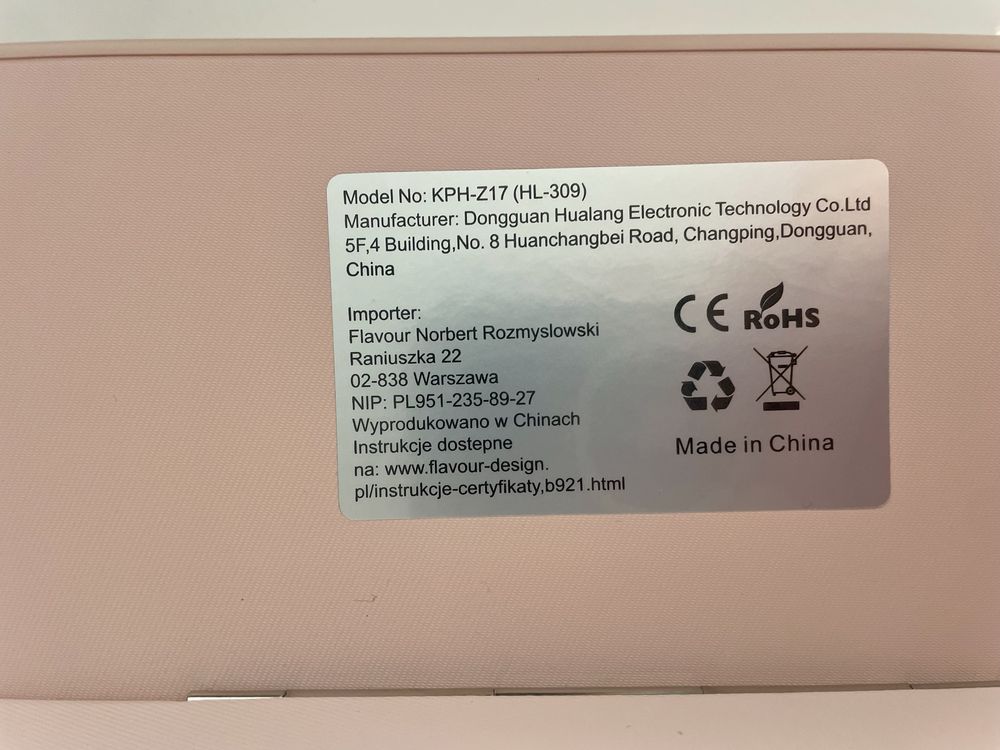 Model No: KPH-Z17 (HL-309)
Manufacturer: Dongguan Hualang Electronic Technology Co.Ltd
5F,4 Building,No. 8 Huanchangbei Road, Changping,Dongguan,
China
Importer:
Flavour Norbert Rozmyslowski
Raniuszka 22
02-838 Warszawa
NIP: PL951-235-89-27
Wyprodukowano w Chinach
Instrukcje dostepne
na: www.flavour-design.
pl/instrukcje-certyfikaty,b921.html
CE RoHS
Made in China